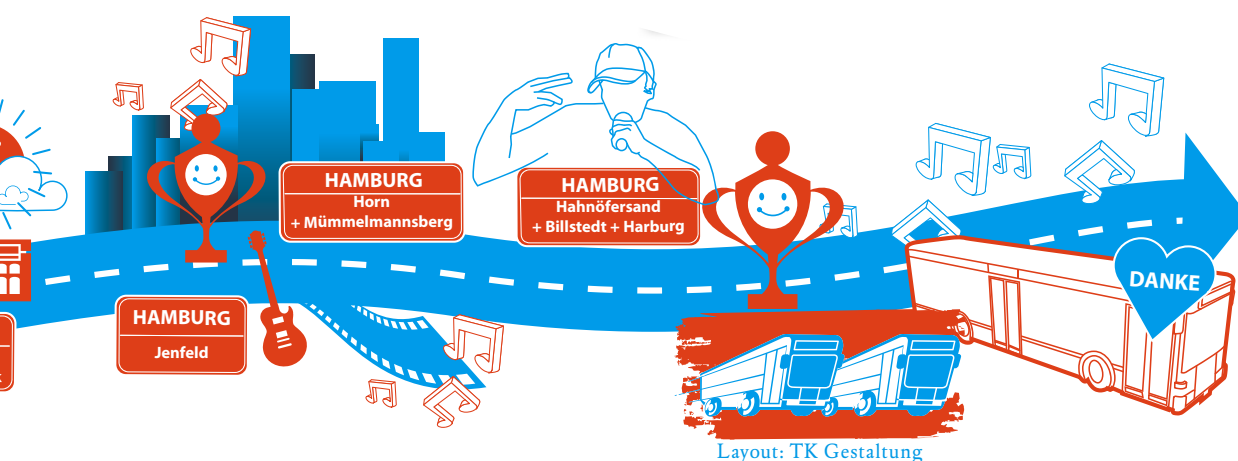 HAMBURG
Jenfeld
HAMBURG
Horn
+ Mümmelmannsberg
HAMBURG
Hahnöfersand
+ Billstedt + Harburg
DANKE
Layout: TK Gestaltung